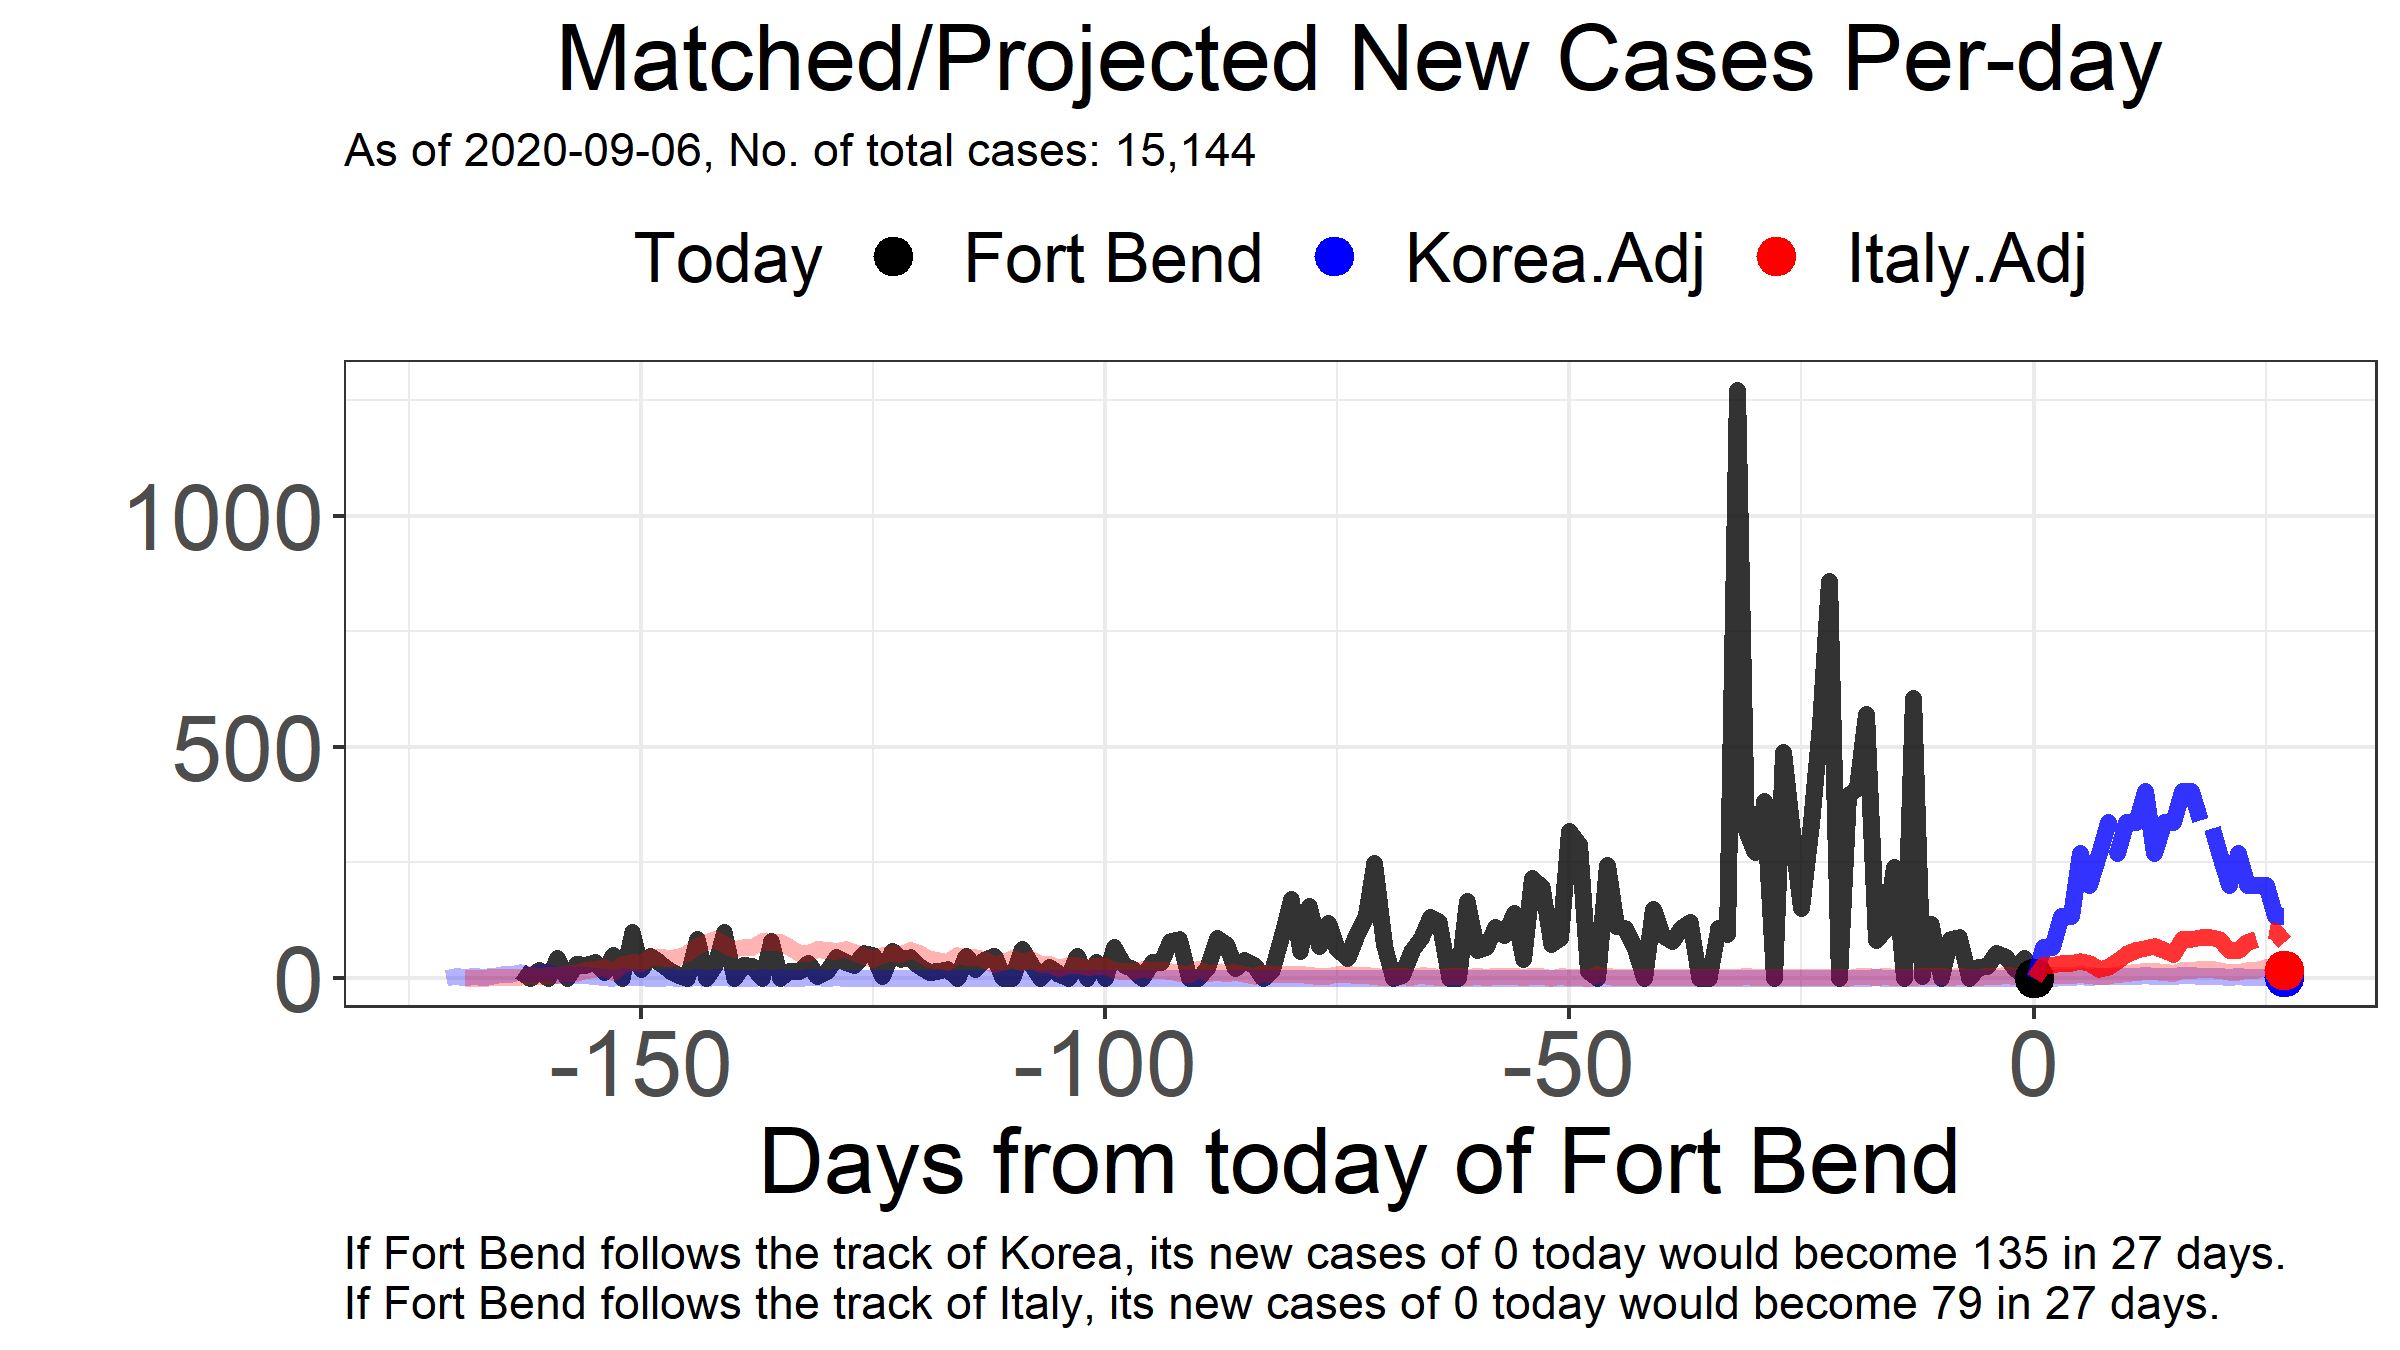 Matched/Projected New Cases Per-day
As of 2020-09-06, No. of total cases: 15,144
Today Fort Bend Korea.Adj Italy.Adj
1000
500
0
-150 -100 -50 0
Days from today of Fort Bend
If Fort Bend follows the track of Korea, its new cases of 0 today would become 135 in 27 days.
If Fort Bend follows the track of Italy, its new cases of 0 today would become 79 in 27 days.